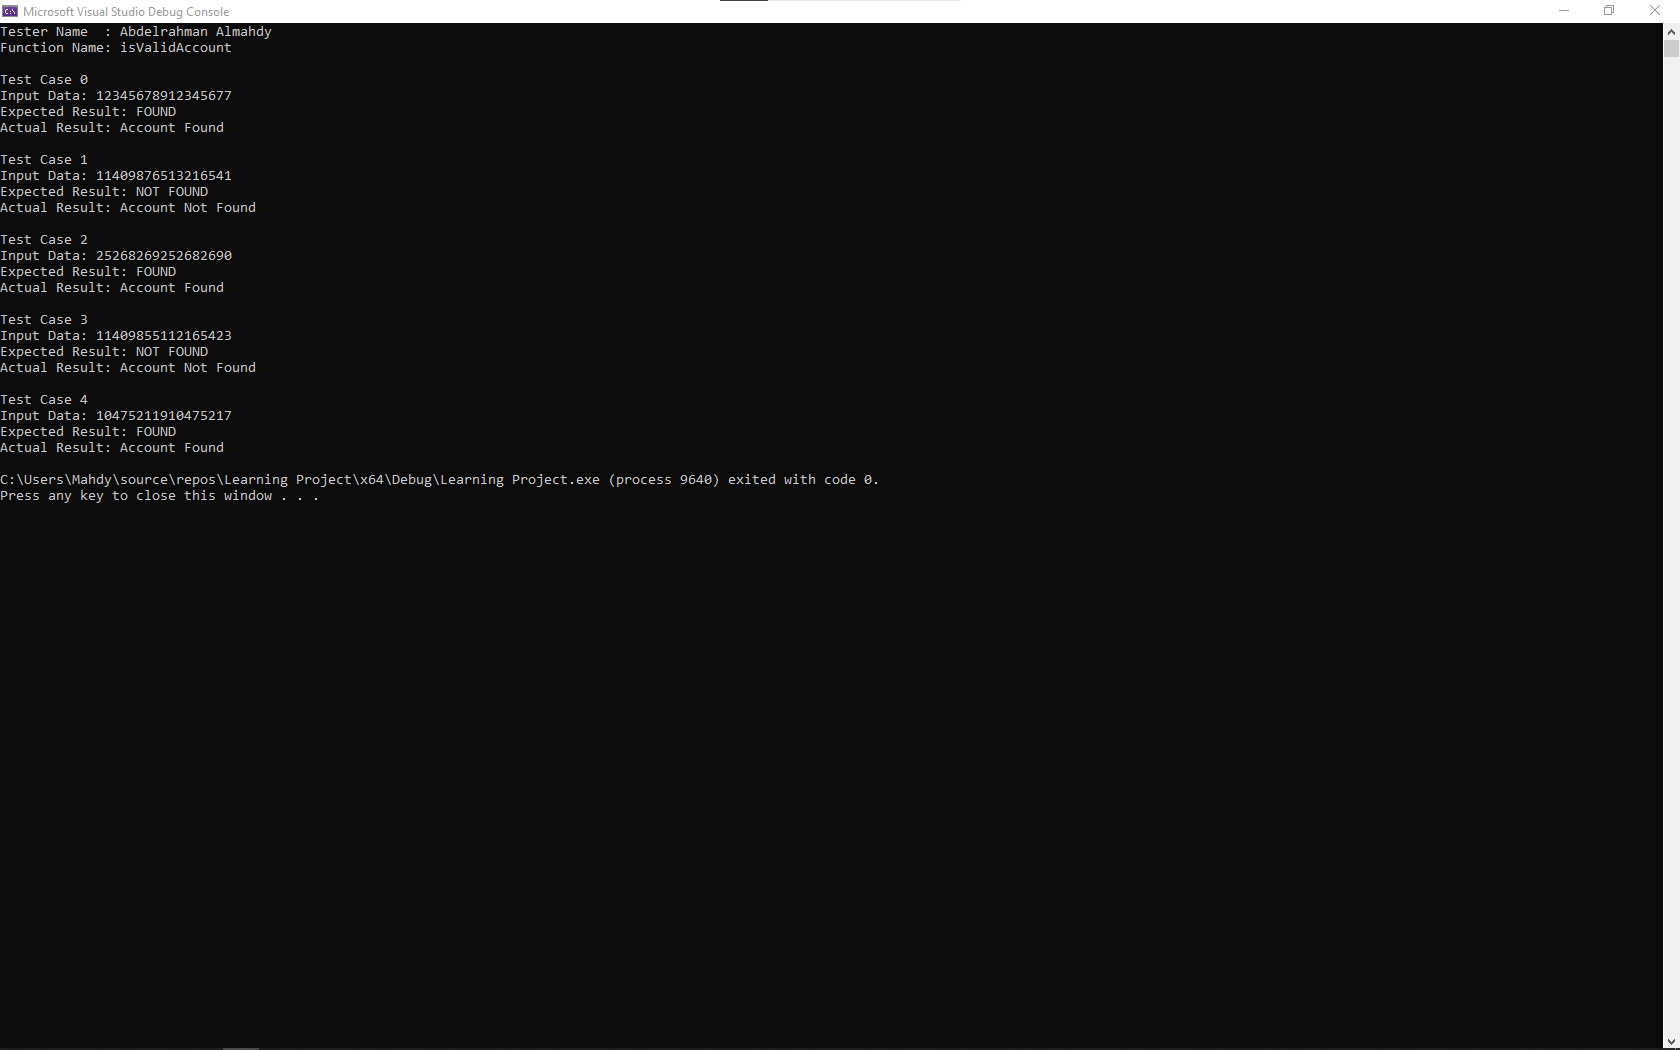 Microsoft Visual Studio Debug Console
Tester Name  : Abdelrahman Almahdy
Function Name: isValidAccount
Test Case 0
Input Data: 12345678912345677
Expected Result: FOUND
Actual Result: Account Found
Test Case 1
Input Data: 11409876513216541
Expected Result: NOT FOUND
Actual Result: Account Not Found
Test Case 2
Input Data: 25268269252682690
Expected Result: FOUND
Actual Result: Account Found
Test Case 3
Input Data: 11409855112165423
Expected Result: NOT FOUND
Actual Result: Account Not Found
Test Case 4
Input Data: 10475211910475217
Expected Result: FOUND
Actual Result: Account Found
C:\Users\Mahdy\source\repos\Learning Project\x64\Debug\Learning Project.exe (process 9640) exited with code 0.
Press any key to close this window . . .